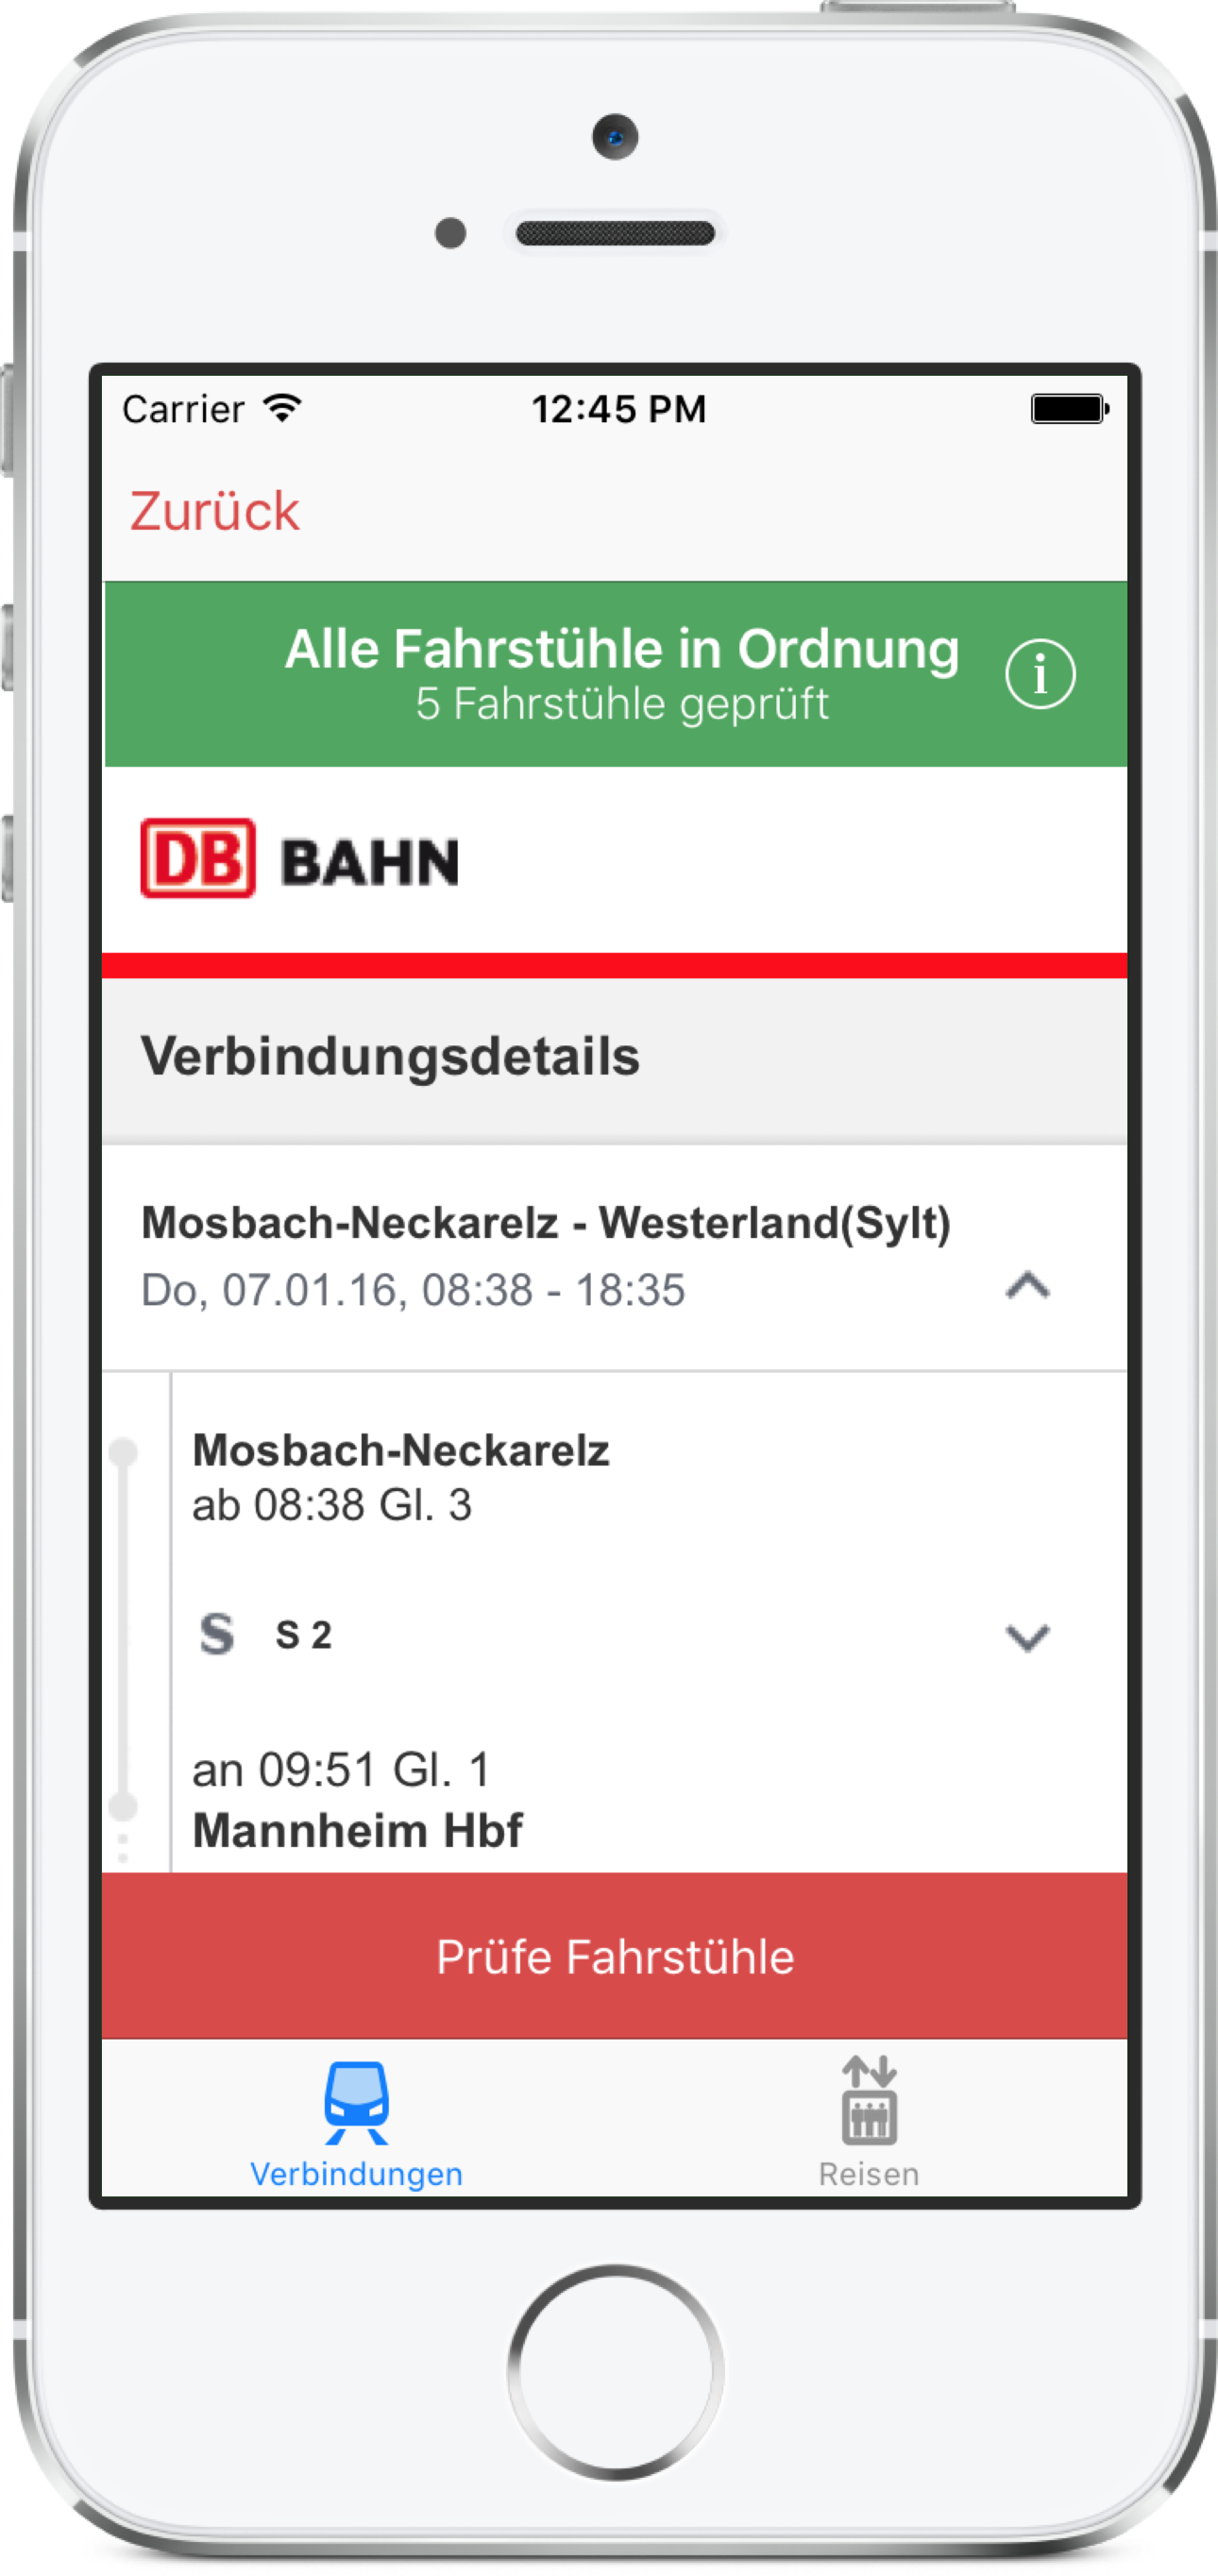 Carrier 12:45 PM
Zurück
Alle Fahrstühle in Ordnung
5 Fahrstühle geprüft
i
DB BAHN
Verbindungsdetails
Mosbach-Neckarelz - Westerland(Sylt)
Do, 07.01.16, 08:38 - 18:35
Mosbach-Neckarelz
ab 08:38 Gl. 3
S S 2
an 09:51 Gl. 1
Mannheim Hbf
Prüfe Fahrstühle
Verbindungen Reisen